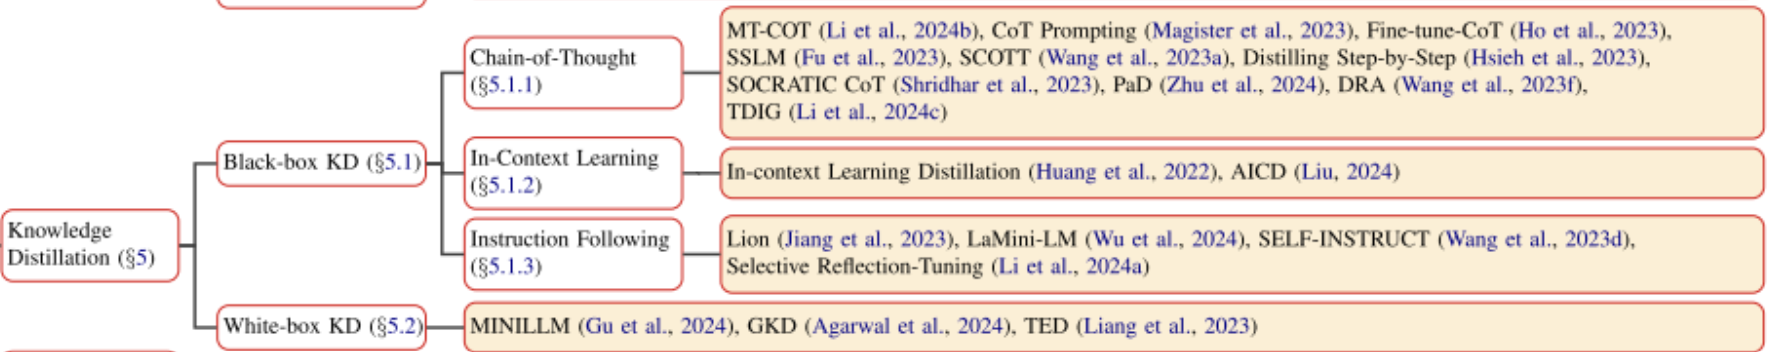 Knowledge
Distillation (§5)
Black-box KD (§5.1)
Chain-of-Thought
(§5.1.1)
MT-COT (Li et al., 2024b), CoT Prompting (Magister et al., 2023), Fine-tune-CoT (Ho et al., 2023),
SSLM (Fu et al., 2023), SCOTT (Wang et al., 2023a), Distilling Step-by-Step (Hsieh et al., 2023),
SOCRATIC CoT (Shridhar et al., 2023), PaD (Zhu et al., 2024), DRA (Wang et al., 2023f),
TDIG (Li et al., 2024c)
In-Context Learning
(§5.1.2)
In-context Learning Distillation (Huang et al., 2022), AICD (Liu, 2024)
Instruction Following
(§5.1.3)
Lion (Jiang et al., 2023), LaMini-LM (Wu et al., 2024), SELF-INSTRUCT (Wang et al., 2023d),
Selective Reflection-Tuning (Li et al., 2024a)
White-box KD (§5.2)
MINILLM (Gu et al., 2024), GKD (Agarwal et al., 2024), TED (Liang et al., 2023)